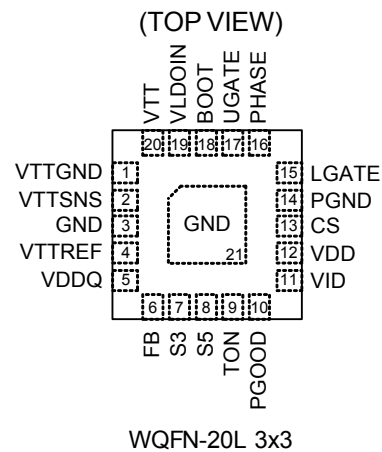 (TOP VIEW)
VTT
VLDOIN
BOOT
UGATE
PHASE
20 19 18 17 16
VTTGND 1
VTTSNS 2
GND 3
VTTREF 4
VDDQ 5
GND
21
15 LGATE
14 PGND
13 CS
12 VDD
11 VID
6 7 8 9 10
FB
S3
S5
TON
PGOOD
WQFN-20L 3x3